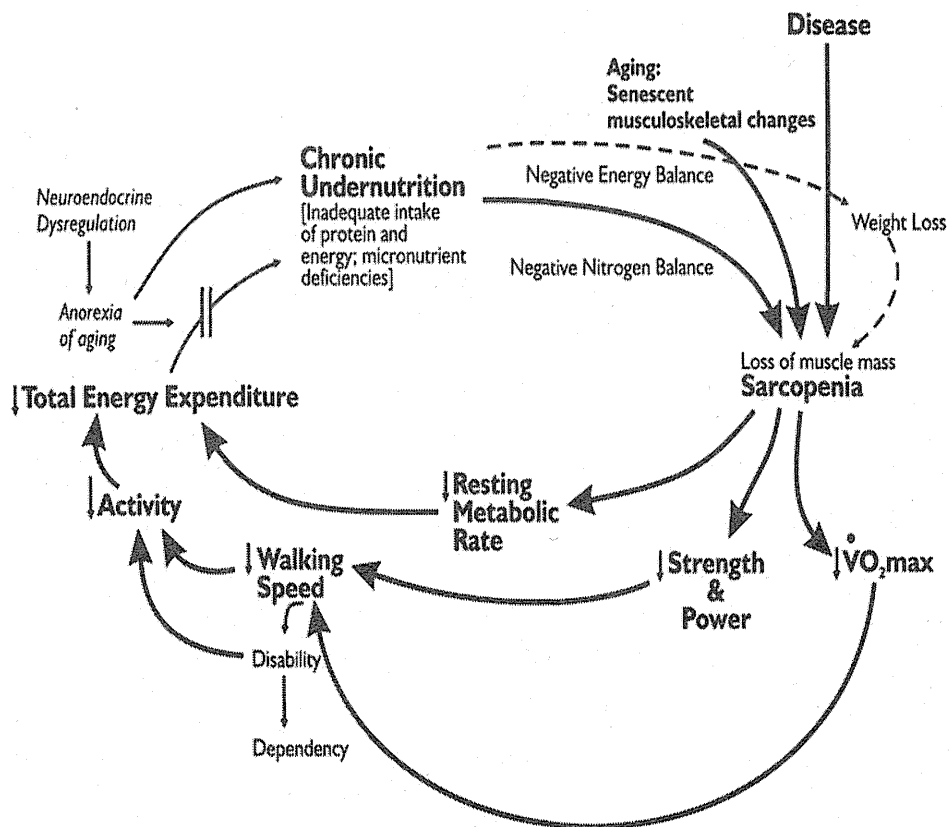 Disease
Aging:
Senescent
musculoskeletal changes
Chronic
Undernutrition
[Inadequate intake
of protein and
energy; micronutrient
deficiencies]
Negative Energy Balance
Negative Nitrogen Balance
Weight Loss
Neuroendocrine
Dysregulation
Anorexia
of aging
Loss of muscle mass
Sarcopenia
↓Total Energy Expenditure
↓Resting
Metabolic
Rate
↓Activity
↓Walking
Speed
↓Strength
&
Power
↓V̇O₂max
Disability
Dependency